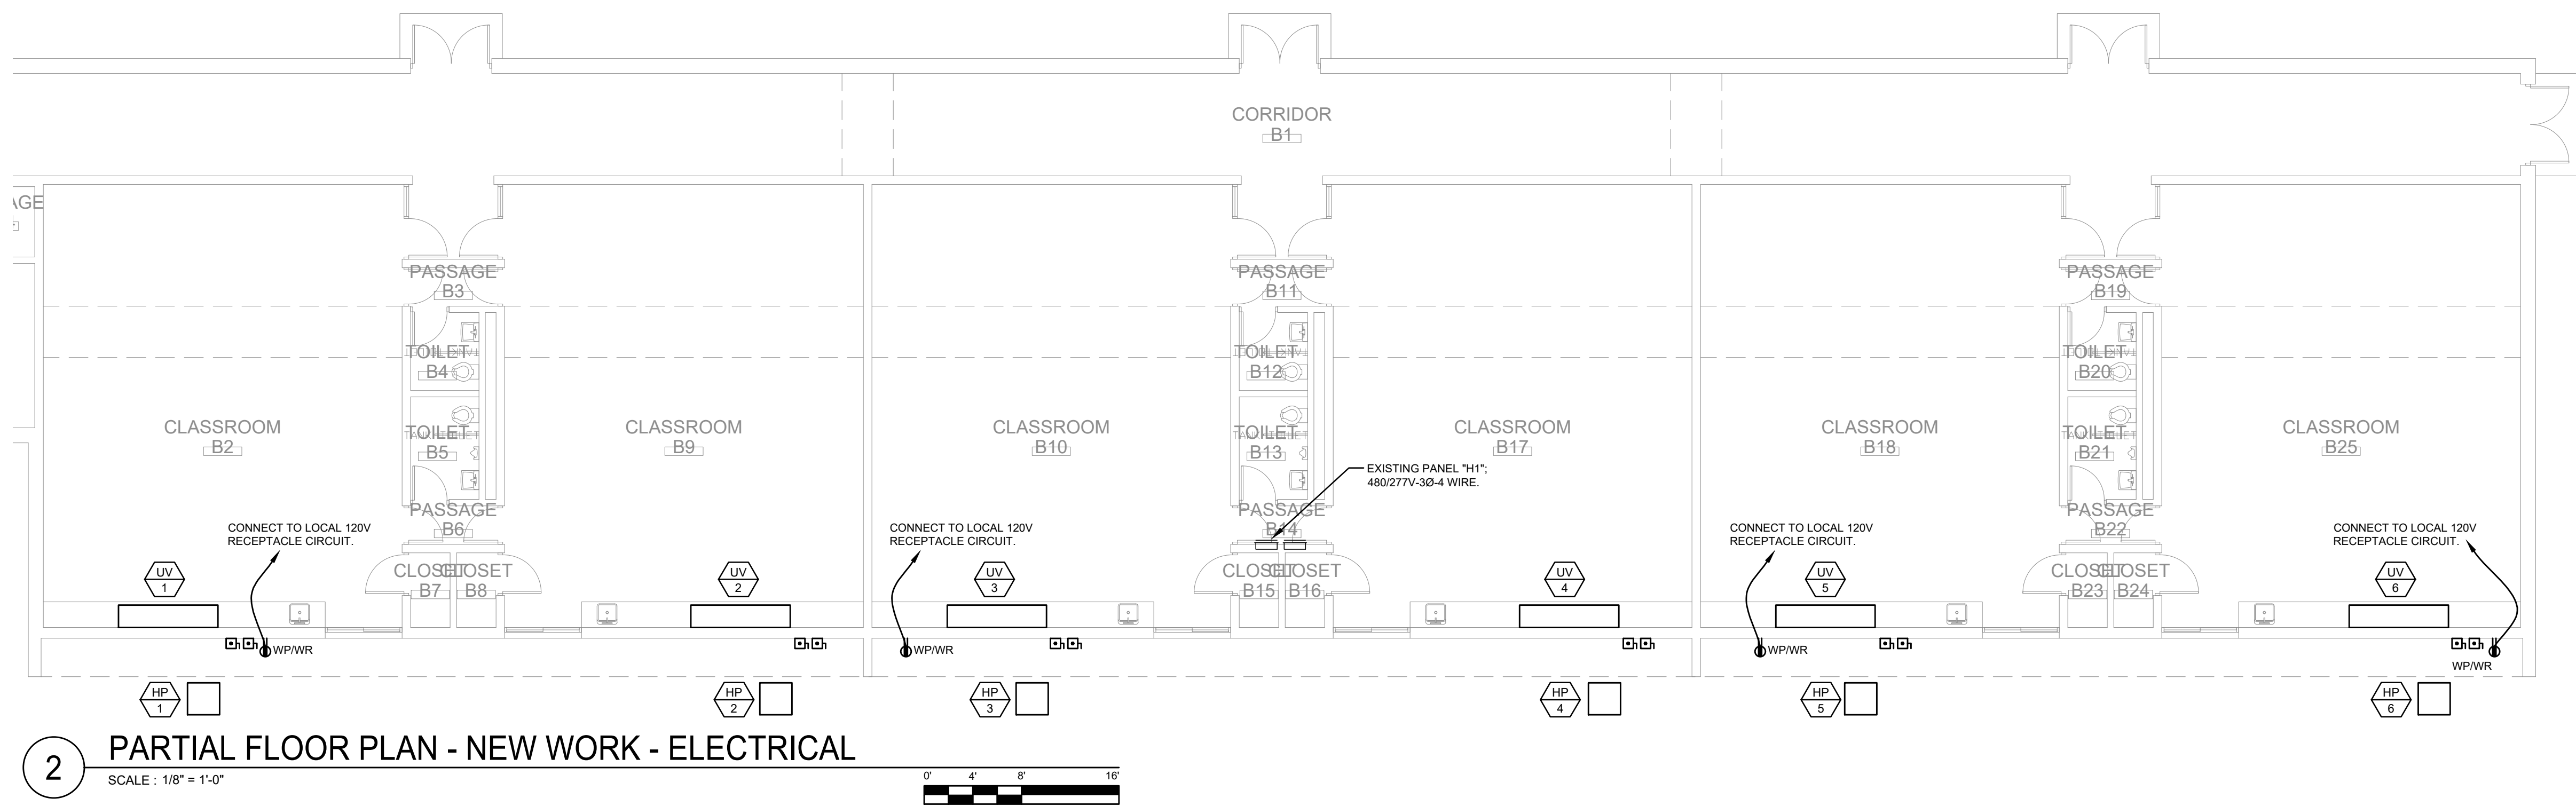 CORRIDOR
B1
AGE
PASSAGE
B3
PASSAGE
B11
PASSAGE
B19
TOILET
B4
TOILET
B12
TOILET
B20
CLASSROOM
B2
TOILET
B5
CLASSROOM
B9
CLASSROOM
B10
TOILET
B13
CLASSROOM
B17
CLASSROOM
B18
TOILET
B21
CLASSROOM
B25
EXISTING PANEL "H1";
480/277V-3Ø-4 WIRE.
PASSAGE
B6
PASSAGE
B14
PASSAGE
B22
CONNECT TO LOCAL 120V
RECEPTACLE CIRCUIT.
CONNECT TO LOCAL 120V
RECEPTACLE CIRCUIT.
CONNECT TO LOCAL 120V
RECEPTACLE CIRCUIT.
CONNECT TO LOCAL 120V
RECEPTACLE CIRCUIT.
UV
1
CLOSET
B7
CLOSET
B8
UV
2
UV
3
CLOSET
B15
CLOSET
B16
UV
4
UV
5
CLOSET
B23
CLOSET
B24
UV
6
WP/WR
WP/WR
WP/WR
WP/WR
HP
1
HP
2
HP
3
HP
4
HP
5
HP
6
2
PARTIAL FLOOR PLAN - NEW WORK - ELECTRICAL
SCALE : 1/8" = 1'-0"
0' 4' 8' 16'